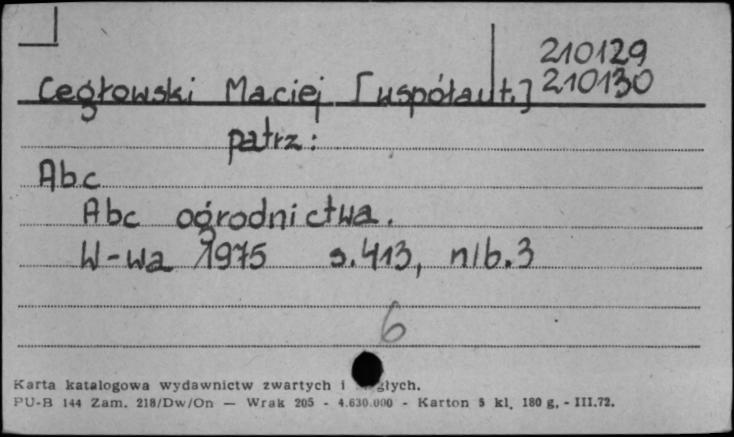 210129
Cegłowski Maciej [współaut.] 210130
patrz:
Abc
Abc ogrodnictwa.
W-wa 1975 s.413, nlb.3
6
Karta katalogowa wydawnictw zwartych i
PU-B 144 Zam. 218/Dw/On — Wrak 205 - 4.630.000 - Karton 5 kl. 180 g. - III.72.